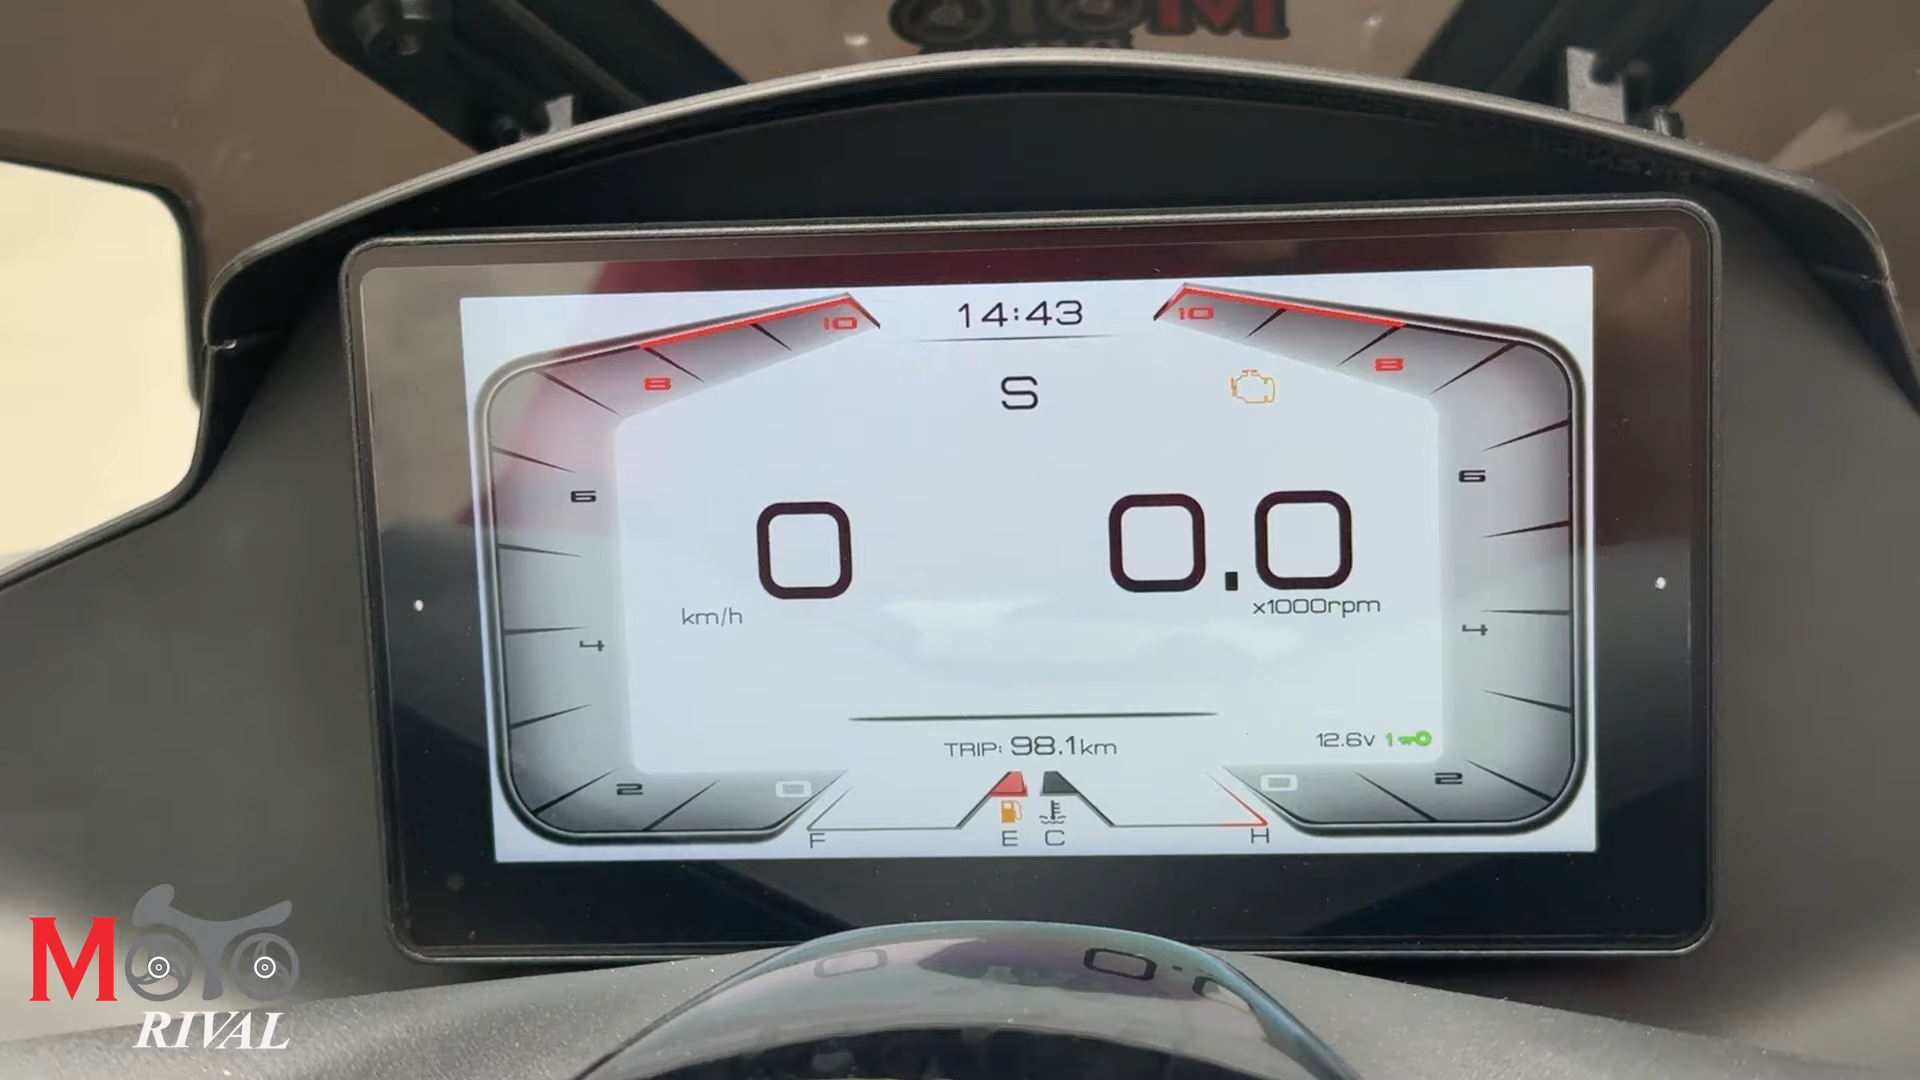 14:43
10 10
S
8 8
6 6
0 0.0
km/h x1000rpm
4 4
TRIP: 98.1km
12.6v 1
2 0 0 2
F E C H
MOTO
RIVAL